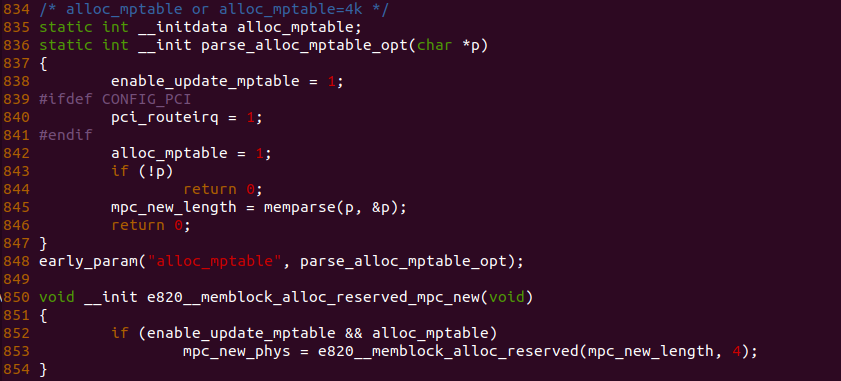 834 /* alloc_mptable or alloc_mptable=4k */
835 static int __initdata alloc_mptable;
836 static int __init parse_alloc_mptable_opt(char *p)
837 {
838         enable_update_mptable = 1;
839 #ifdef CONFIG_PCI
840         pci_routeirq = 1;
841 #endif
842         alloc_mptable = 1;
843         if (!p)
844                 return 0;
845         mpc_new_length = memparse(p, &p);
846         return 0;
847 }
848 early_param("alloc_mptable", parse_alloc_mptable_opt);
849
850 void __init e820__memblock_alloc_reserved_mpc_new(void)
851 {
852         if (enable_update_mptable && alloc_mptable)
853                 mpc_new_phys = e820__memblock_alloc_reserved(mpc_new_length, 4);
854 }